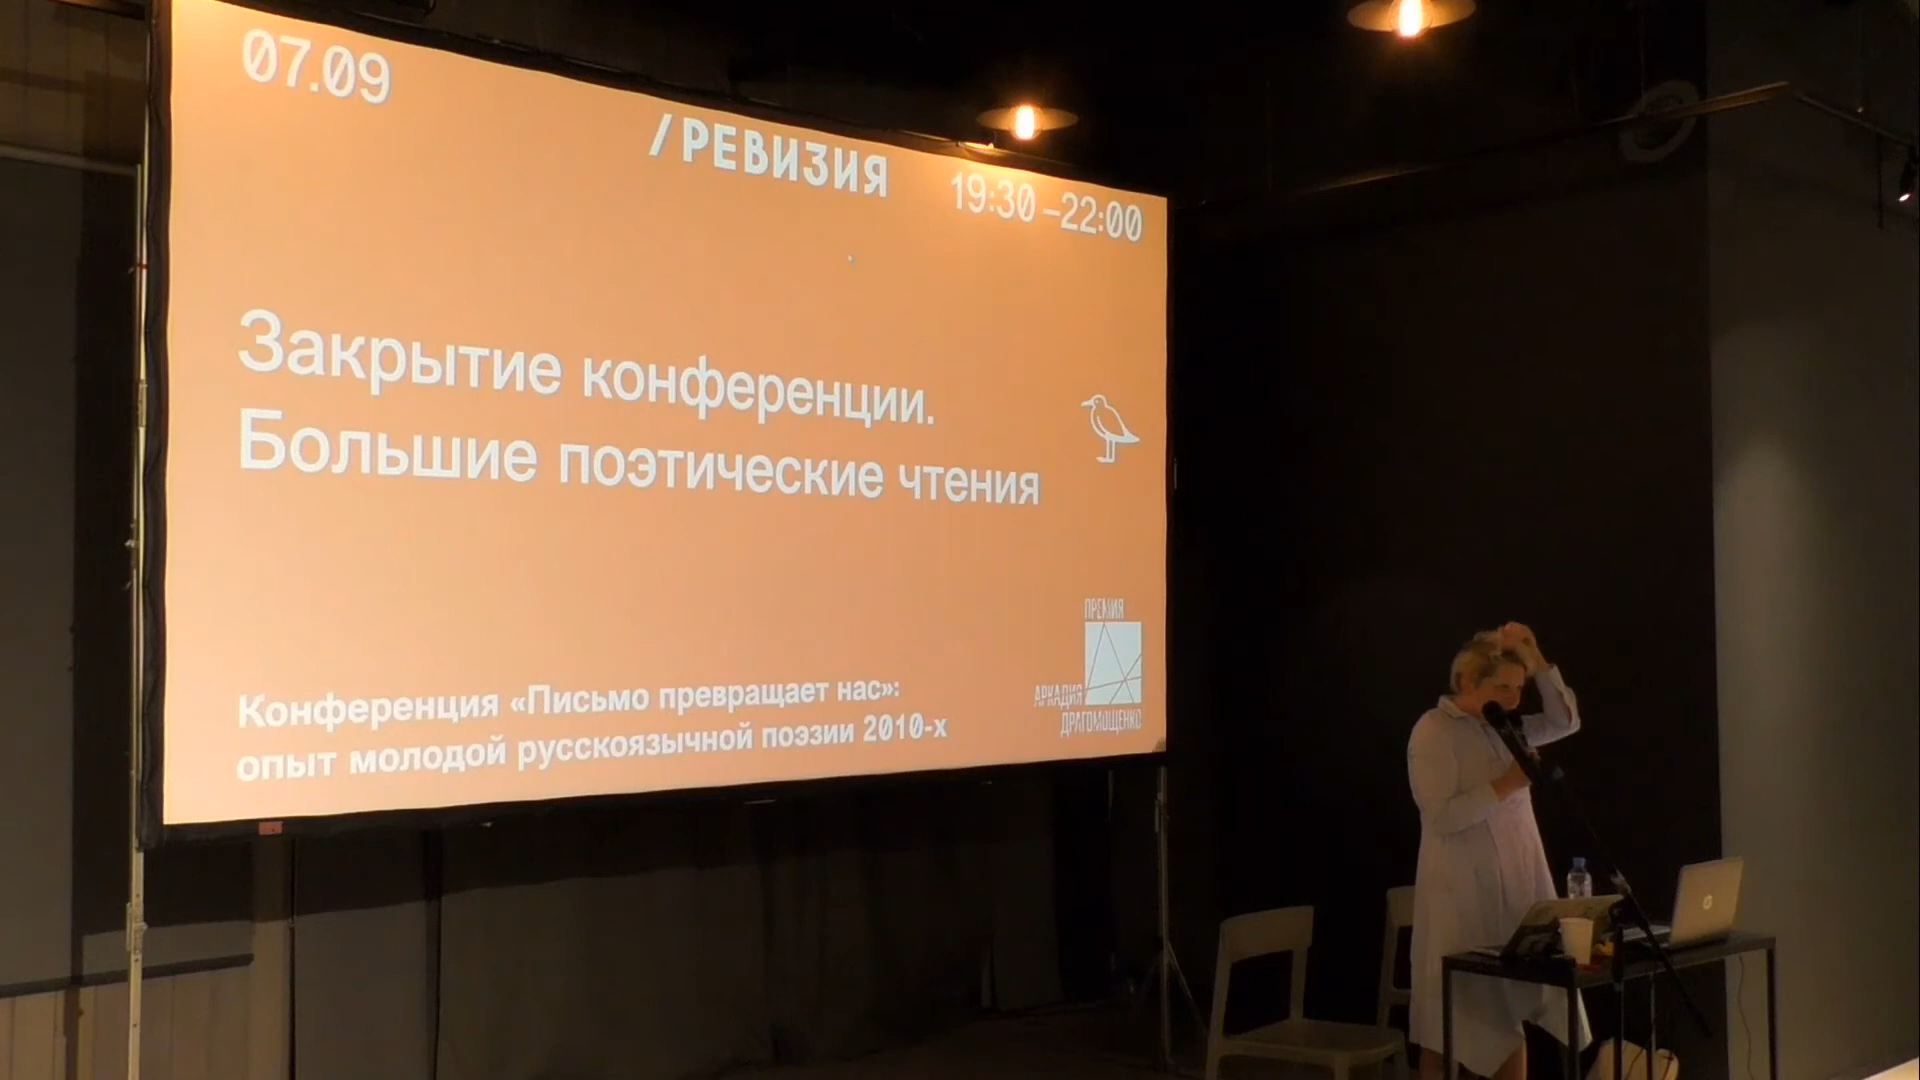 07.09
/РЕВИЗИЯ
19:30–22:00
Закрытие конференции.
Большие поэтические чтения
ПРЕМИЯ
АРКАДИЯ
ДРАГОМОЩЕНКО
Конференция «Письмо превращает нас»:
опыт молодой русскоязычной поэзии 2010-х
hp